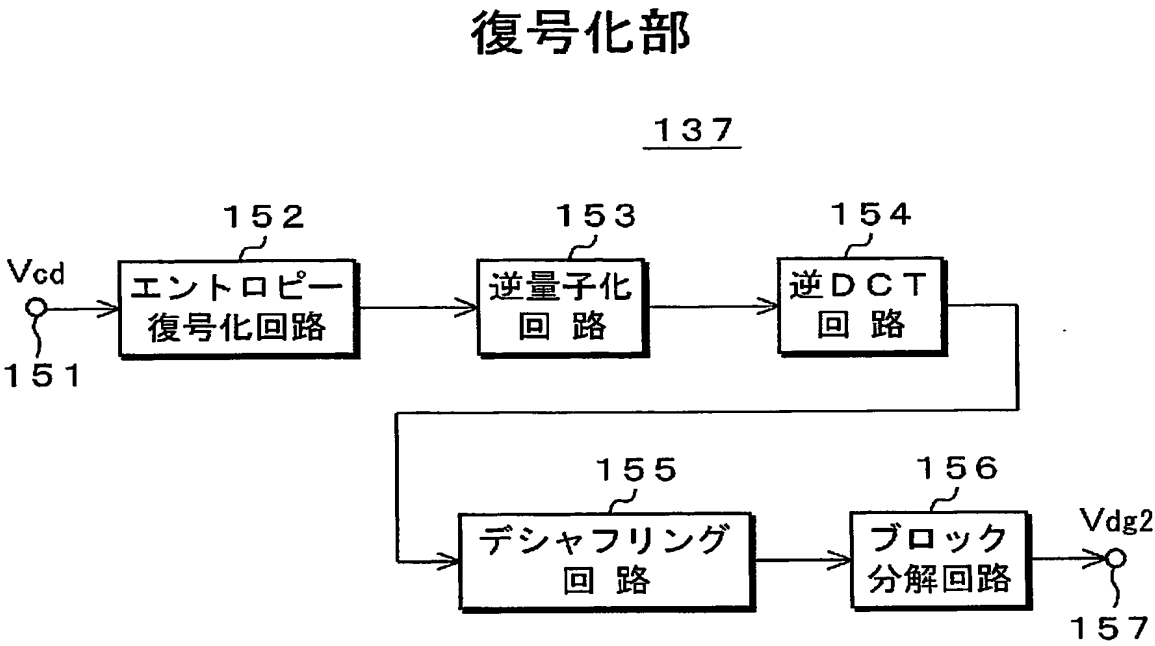 復号化部
137
152
153
154
Vcd
エントロピー
復号化回路
逆量子化
回路
逆DCT
回路
151
155
156
デシャフリング
回路
ブロック
分解回路
Vdg2
157